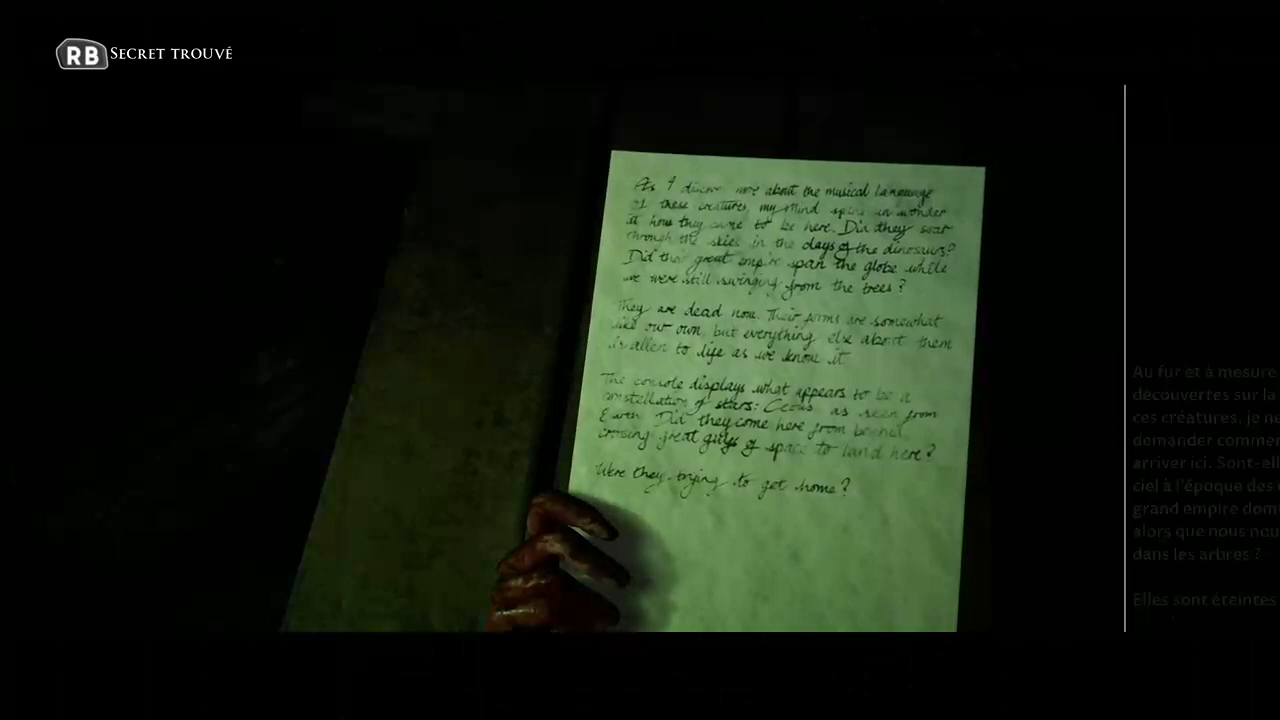 RB SECRET TROUVÉ
As I discover more about the musical language
of these creatures, my mind spins in wonder
at how they came to be here. Did they soar
through the skies in the days of the dinosaurs?
Did their great empire span the globe while
we were still swinging from the trees?
They are dead now. Their forms are somewhat
like our own, but everything else about them
is alien to life as we know it
The console displays what appears to be a
constellation of stars: as seen from
Earth. Did they come here from
crossing great of space to land here?
Were they trying to get home?
Au fur et à mesure
découvertes sur la
ces créatures, je ne
demander commen
arriver ici. Sont-ell
ciel à l'époque des
grand empire dom
alors que nous nou
dans les arbres ?
Elles sont éteintes